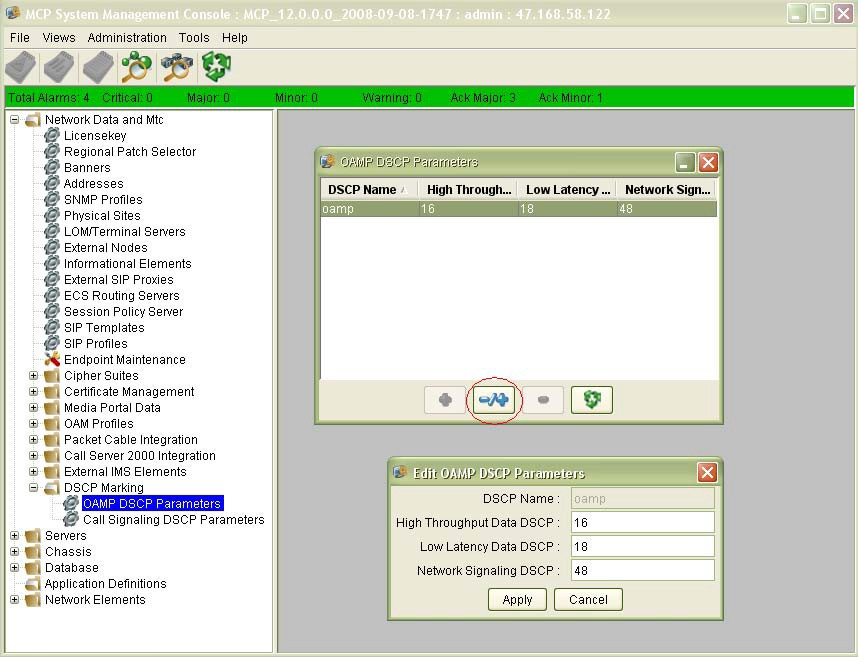 MCP System Management Console : MCP_12.0.0.0_2008-09-08-1747 : admin : 47.168.58.122
File Views Administration Tools Help
Total Alarms: 4 Critical: 0 Major: 0 Minor: 0 Warning: 0 Ack Major: 3 Ack Minor: 1
Network Data and Mtc
Licensekey
Regional Patch Selector
Banners
Addresses
SNMP Profiles
Physical Sites
LOM/Terminal Servers
External Nodes
Informational Elements
External SIP Proxies
ECS Routing Servers
Session Policy Server
SIP Templates
SIP Profiles
Endpoint Maintenance
Cipher Suites
Certificate Management
Media Portal Data
OAM Profiles
Packet Cable Integration
Call Server 2000 Integration
External IMS Elements
DSCP Marking
OAMP DSCP Parameters
Call Signaling DSCP Parameters
Servers
Chassis
Database
Application Definitions
Network Elements
OAMP DSCP Parameters
DSCP Name High Through... Low Latency ... Network Sign...
oamp 16 18 48
Edit OAMP DSCP Parameters
DSCP Name : oamp
High Throughput Data DSCP : 16
Low Latency Data DSCP : 18
Network Signaling DSCP : 48
Apply Cancel